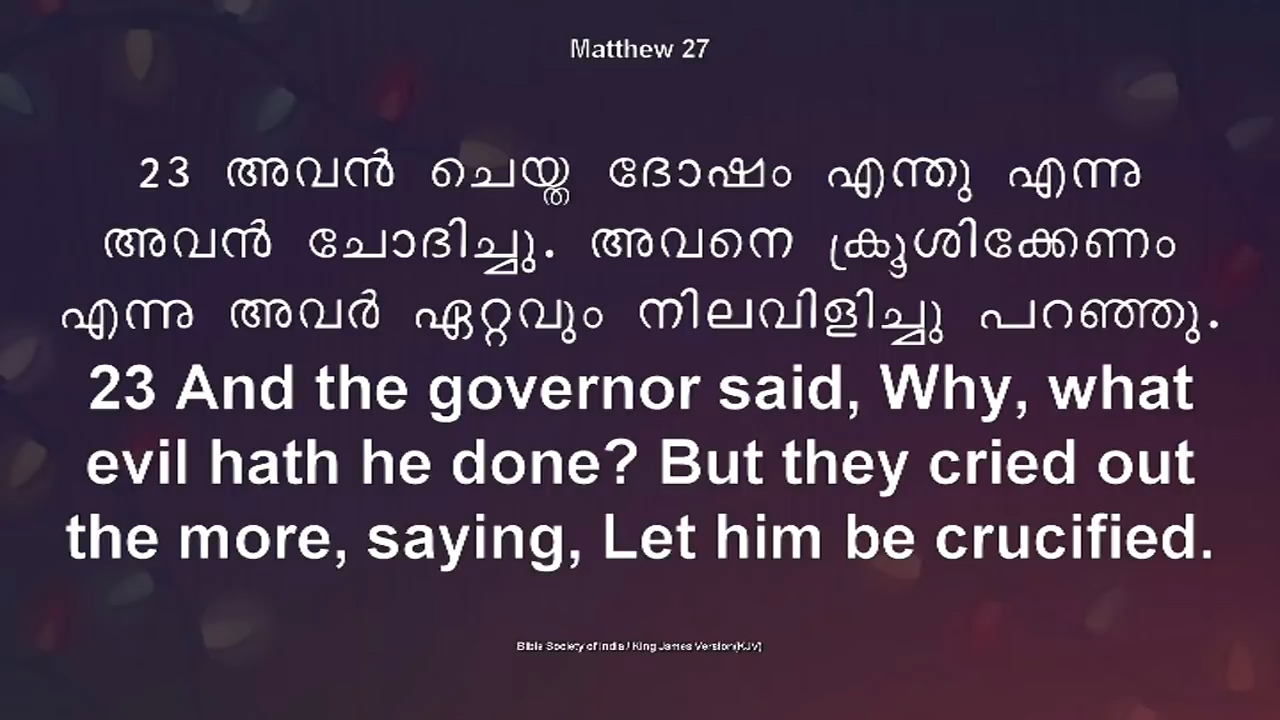 Matthew 27
23 അവൻ ചെയ്ത ദോഷം എന്തു എന്നു
അവൻ ചോദിച്ചു. അവനെ ക്രൂശിക്കേണം
എന്നു അവർ ഏറ്റവും നിലവിളിച്ചു പറഞ്ഞു.
23 And the governor said, Why, what
evil hath he done? But they cried out
the more, saying, Let him be crucified.
Bible Society of India / King James Version(KJV)